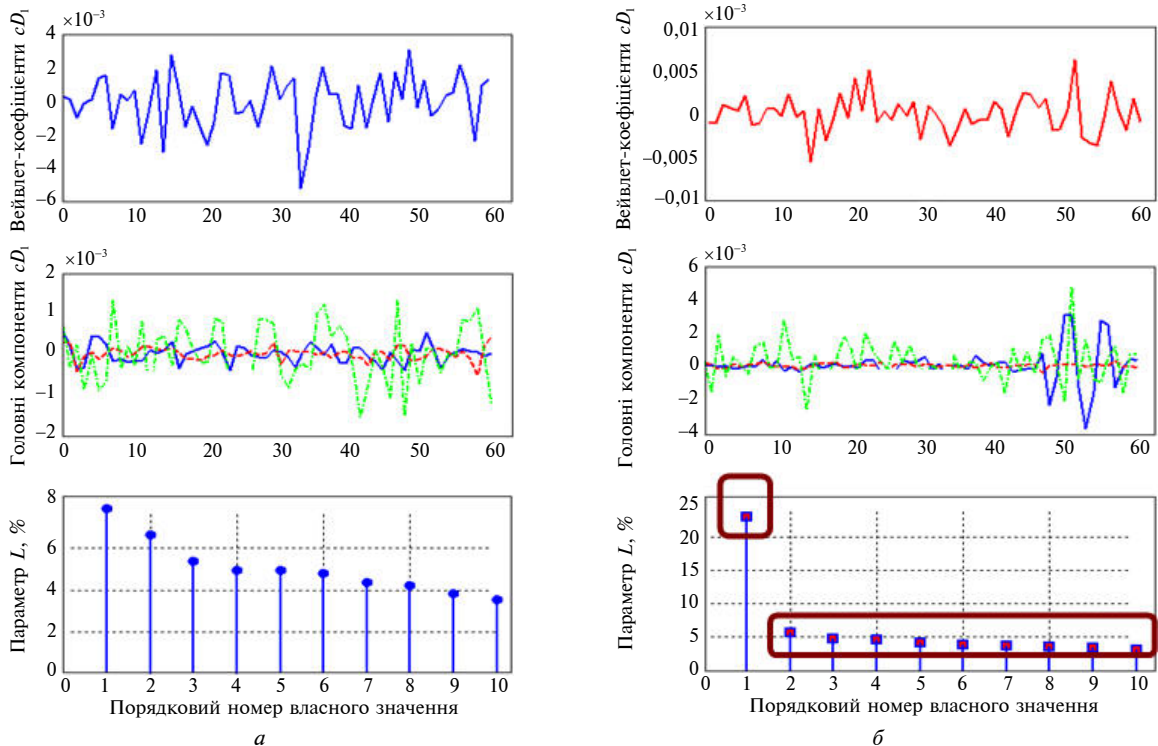 ×10⁻³
Вейвлет-коефіцієнти cD₁
4
2
0
−2
−4
−6
0 10 20 30 40 50 60
×10⁻³
Головні компоненти cD₁
2
1
0
−1
−2
0 10 20 30 40 50 60
Параметр L, %
8
6
4
2
0
0 1 2 3 4 5 6 7 8 9 10
Порядковий номер власного значення
а
×10⁻³
Вейвлет-коефіцієнти cD₁
0,01
0,005
0
−0,005
−0,01
0 10 20 30 40 50 60
×10⁻³
Головні компоненти cD₁
6
4
2
0
−2
−4
0 10 20 30 40 50 60
Параметр L, %
25
20
15
10
5
0
0 1 2 3 4 5 6 7 8 9 10
Порядковий номер власного значення
б